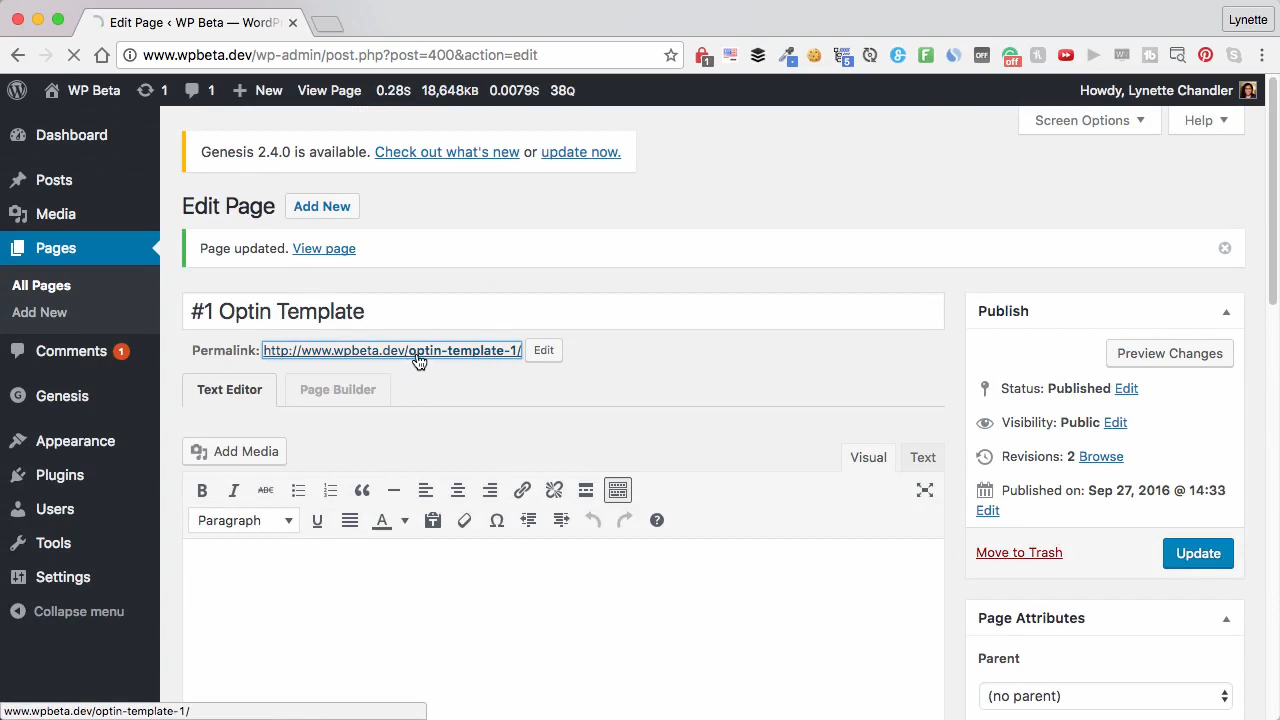 Edit Page ‹ WP Beta — WordPr
Lynette
www.wpbeta.dev/wp-admin/post.php?post=400&action=edit
1
5
OFF
off
WP Beta
1
1
New
View Page
0.28S
18,648KB
0.0079S
38Q
Howdy, Lynette Chandler
Dashboard
Posts
Media
Pages
All Pages
Add New
Comments 1
Genesis
Appearance
Plugins
Users
Tools
Settings
Collapse menu
Screen Options
Help
Genesis 2.4.0 is available. Check out what's new or update now.
Edit Page
Add New
Page updated. View page
#1 Optin Template
Permalink: http://www.wpbeta.dev/optin-template-1/ Edit
Text Editor
Page Builder
Add Media
Visual
Text
B I ABC
Paragraph
U A
Publish
Preview Changes
Status: Published Edit
Visibility: Public Edit
Revisions: 2 Browse
Published on: Sep 27, 2016 @ 14:33
Edit
Move to Trash
Update
Page Attributes
Parent
(no parent)
www.wpbeta.dev/optin-template-1/